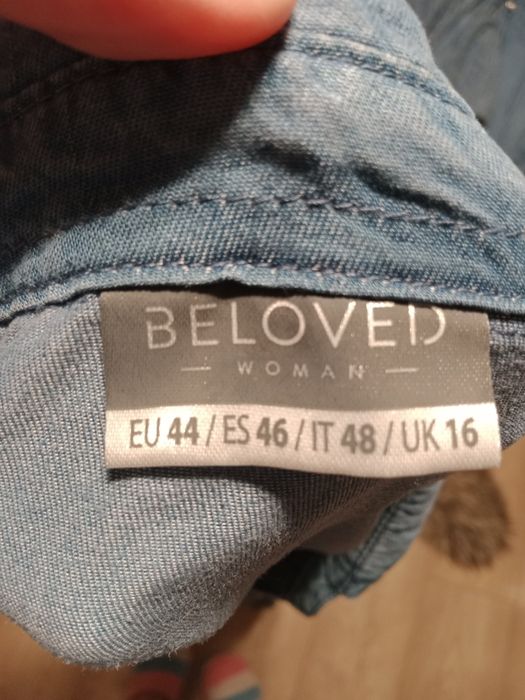 BELOVED
— WOMAN —
EU 44 / ES 46 / IT 48 / UK 16